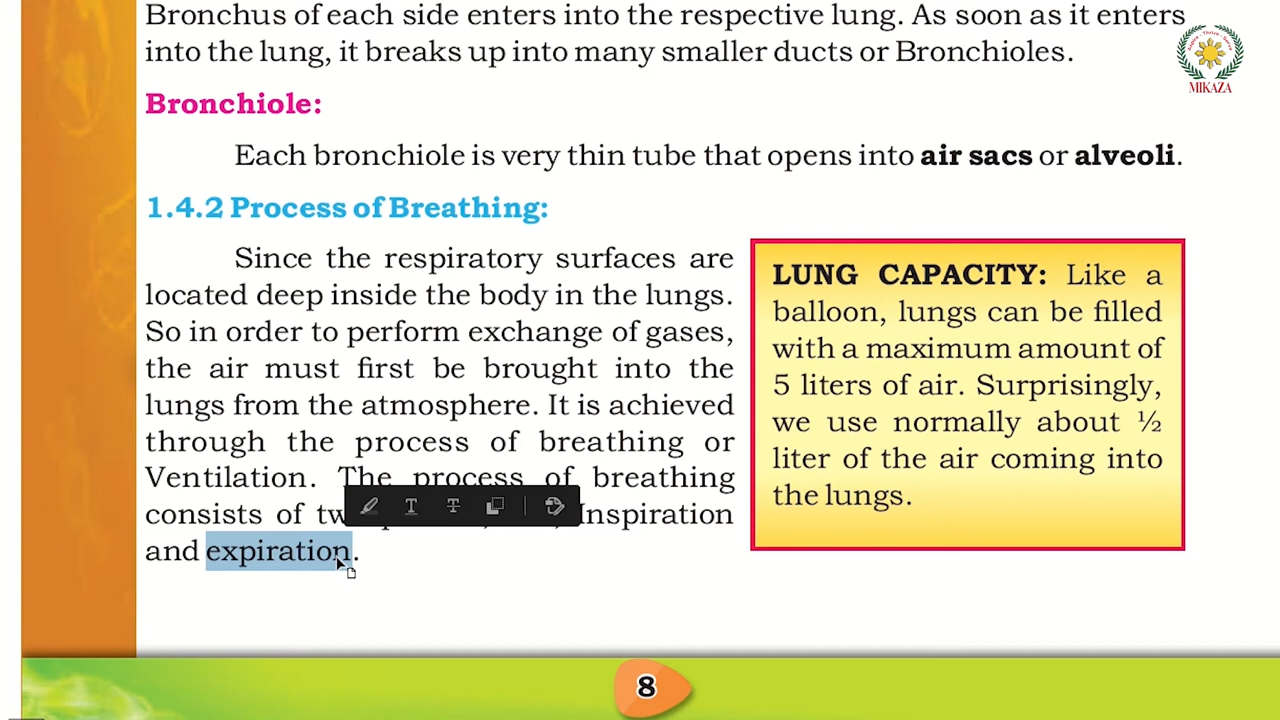 Bronchus of each side enters into the respective lung. As soon as it enters
into the lung, it breaks up into many smaller ducts or Bronchioles.
MIKAZA
Bronchiole:
Each bronchiole is very thin tube that opens into air sacs or alveoli.
1.4.2 Process of Breathing:
Since the respiratory surfaces are
located deep inside the body in the lungs.
So in order to perform exchange of gases,
the air must first be brought into the
lungs from the atmosphere. It is achieved
through the process of breathing or
Ventilation. The process of breathing
consists of Inspiration
and expiration.
LUNG CAPACITY: Like a
balloon, lungs can be filled
with a maximum amount of
5 liters of air. Surprisingly,
we use normally about ½
liter of the air coming into
the lungs.
8